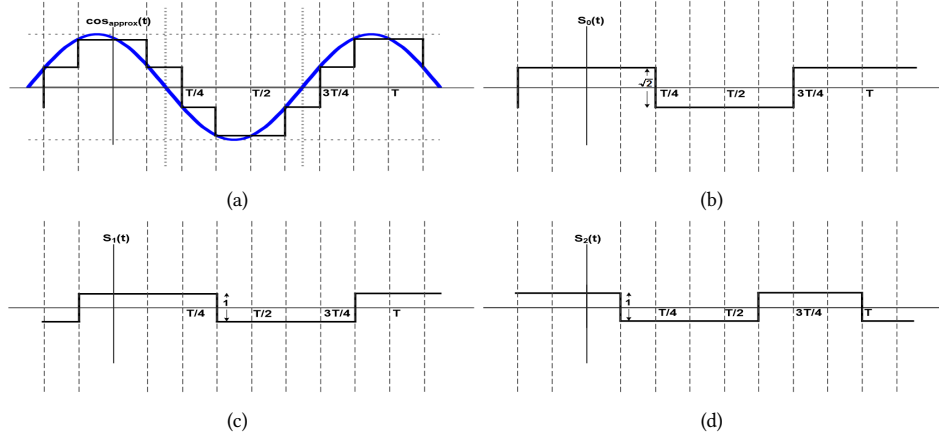 cosapprox(t)
T/4 T/2 3T/4 T
(a)
S0(t)
√2
T/4 T/2 3T/4 T
(b)
S1(t)
1
T/4 T/2 3T/4 T
(c)
S2(t)
1
T/4 T/2 3T/4 T
(d)